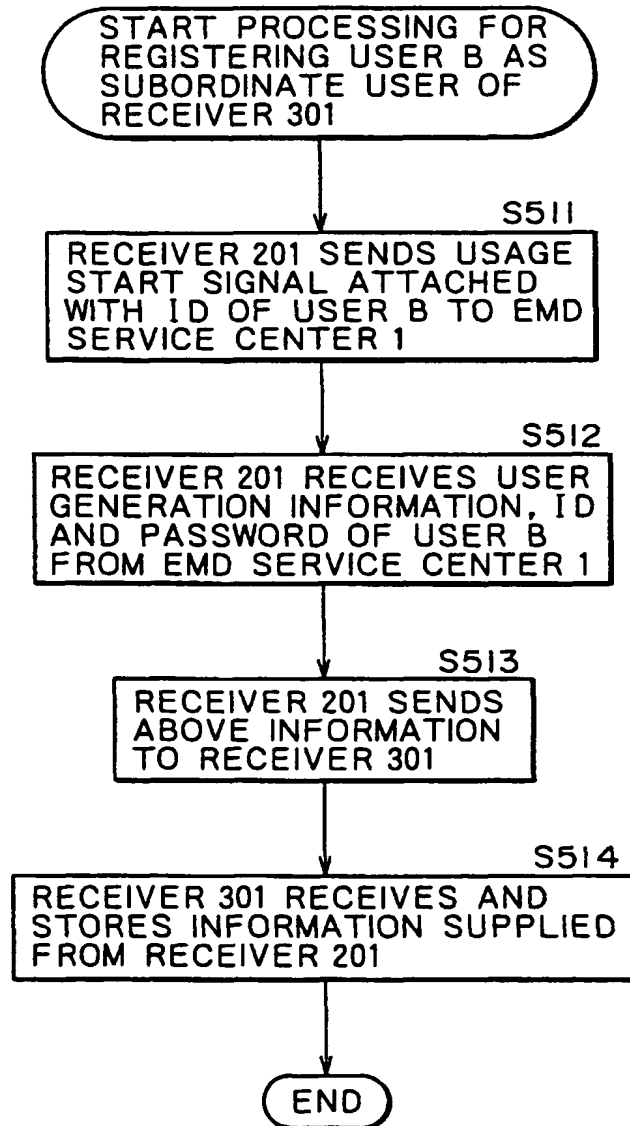 START PROCESSING FOR
REGISTERING USER B AS
SUBORDINATE USER OF
RECEIVER 301
S511
RECEIVER 201 SENDS USAGE
START SIGNAL ATTACHED
WITH ID OF USER B TO EMD
SERVICE CENTER 1
S512
RECEIVER 201 RECEIVES USER
GENERATION INFORMATION, ID
AND PASSWORD OF USER B
FROM EMD SERVICE CENTER 1
S513
RECEIVER 201 SENDS
ABOVE INFORMATION
TO RECEIVER 301
S514
RECEIVER 301 RECEIVES AND
STORES INFORMATION SUPPLIED
FROM RECEIVER 201
END